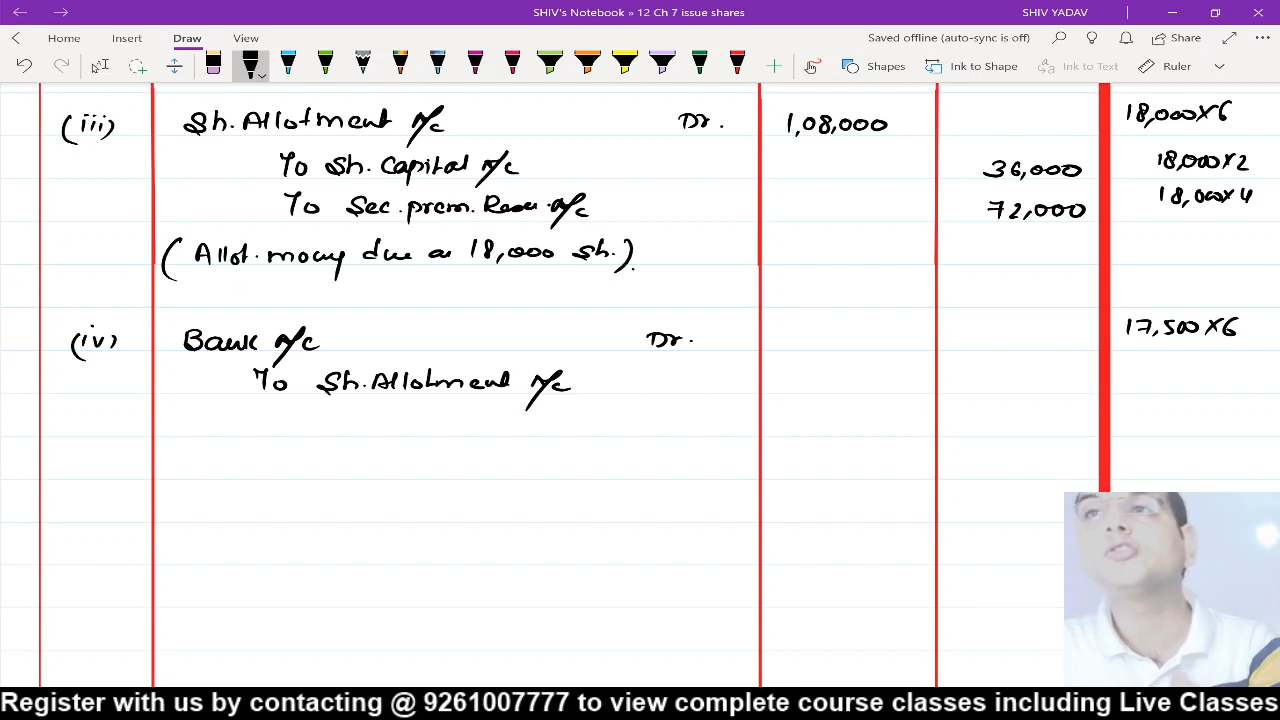 SHIV's Notebook » 12 Ch 7 issue shares
SHIV YADAV
Home Insert Draw View
Saved offline (auto-sync is off)
Share
Shapes Ink to Shape Ink to Text Ruler
(iii) Sh. Allotment A/c Dr. 1,08,000 18,000×6
To Sh. Capital A/c 36,000 18,000×2
To Sec. prem. Rese. A/c 72,000 18,000×4
(Allot. money due on 18,000 sh.).
(iv) Bank A/c Dr. 17,500×6
To Sh. Allotment A/c
Register with us by contacting @ 9261007777 to view complete course classes including Live Classes